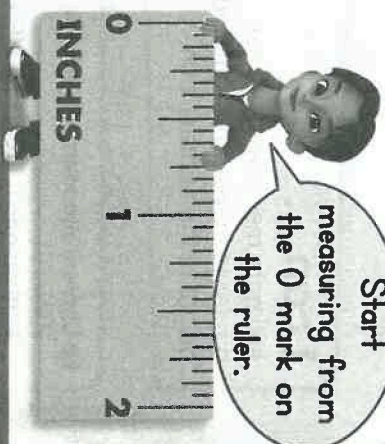 Start
measuring from
the 0 mark on
the ruler.
0 1 2
INCHES